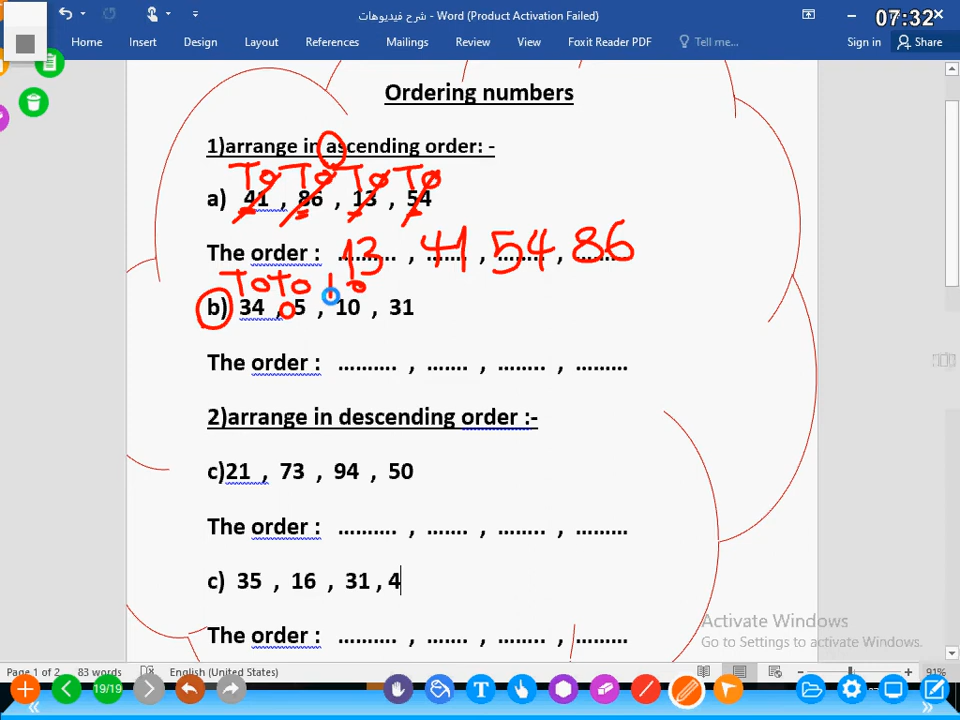 شرح فيديوهات - Word (Product Activation Failed)
07:32
Home Insert Design Layout References Mailings Review View Foxit Reader PDF Tell me... Sign in Share
Ordering numbers
1)arrange in ascending order: -
T o T o T o T o
a) 41 , 86 , 13 , 54
The order : .......... , ....... , ........ , .........
13 41 54 86
T o T o
b) 34 , 5 , 10 , 31
0
The order : .......... , ....... , ........ , .........
2)arrange in descending order :-
c)21 , 73 , 94 , 50
The order : .......... , ....... , ........ , .........
c) 35 , 16 , 31 , 4
The order : .......... , ....... , ........ , .........
Activate Windows
Go to Settings to activate Windows.
Page 1 of 2 83 words English (United States) 91%
19/19